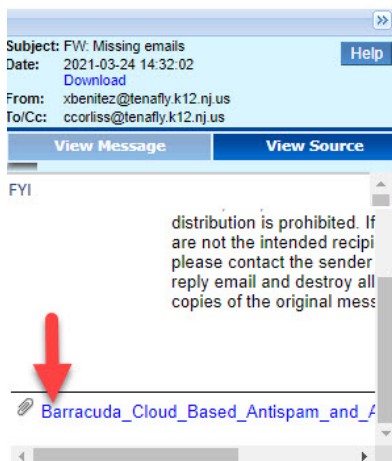 »
Subject: FW: Missing emails
Help
Date: 2021-03-24 14:32:02
Download
From: xbenitez@tenafly.k12.nj.us
To/Cc: ccorliss@tenafly.k12.nj.us
View Message View Source
FYI
distribution is prohibited. If
are not the intended recipi
please contact the sender
reply email and destroy all
copies of the original mess
Barracuda_Cloud_Based_Antispam_and_A